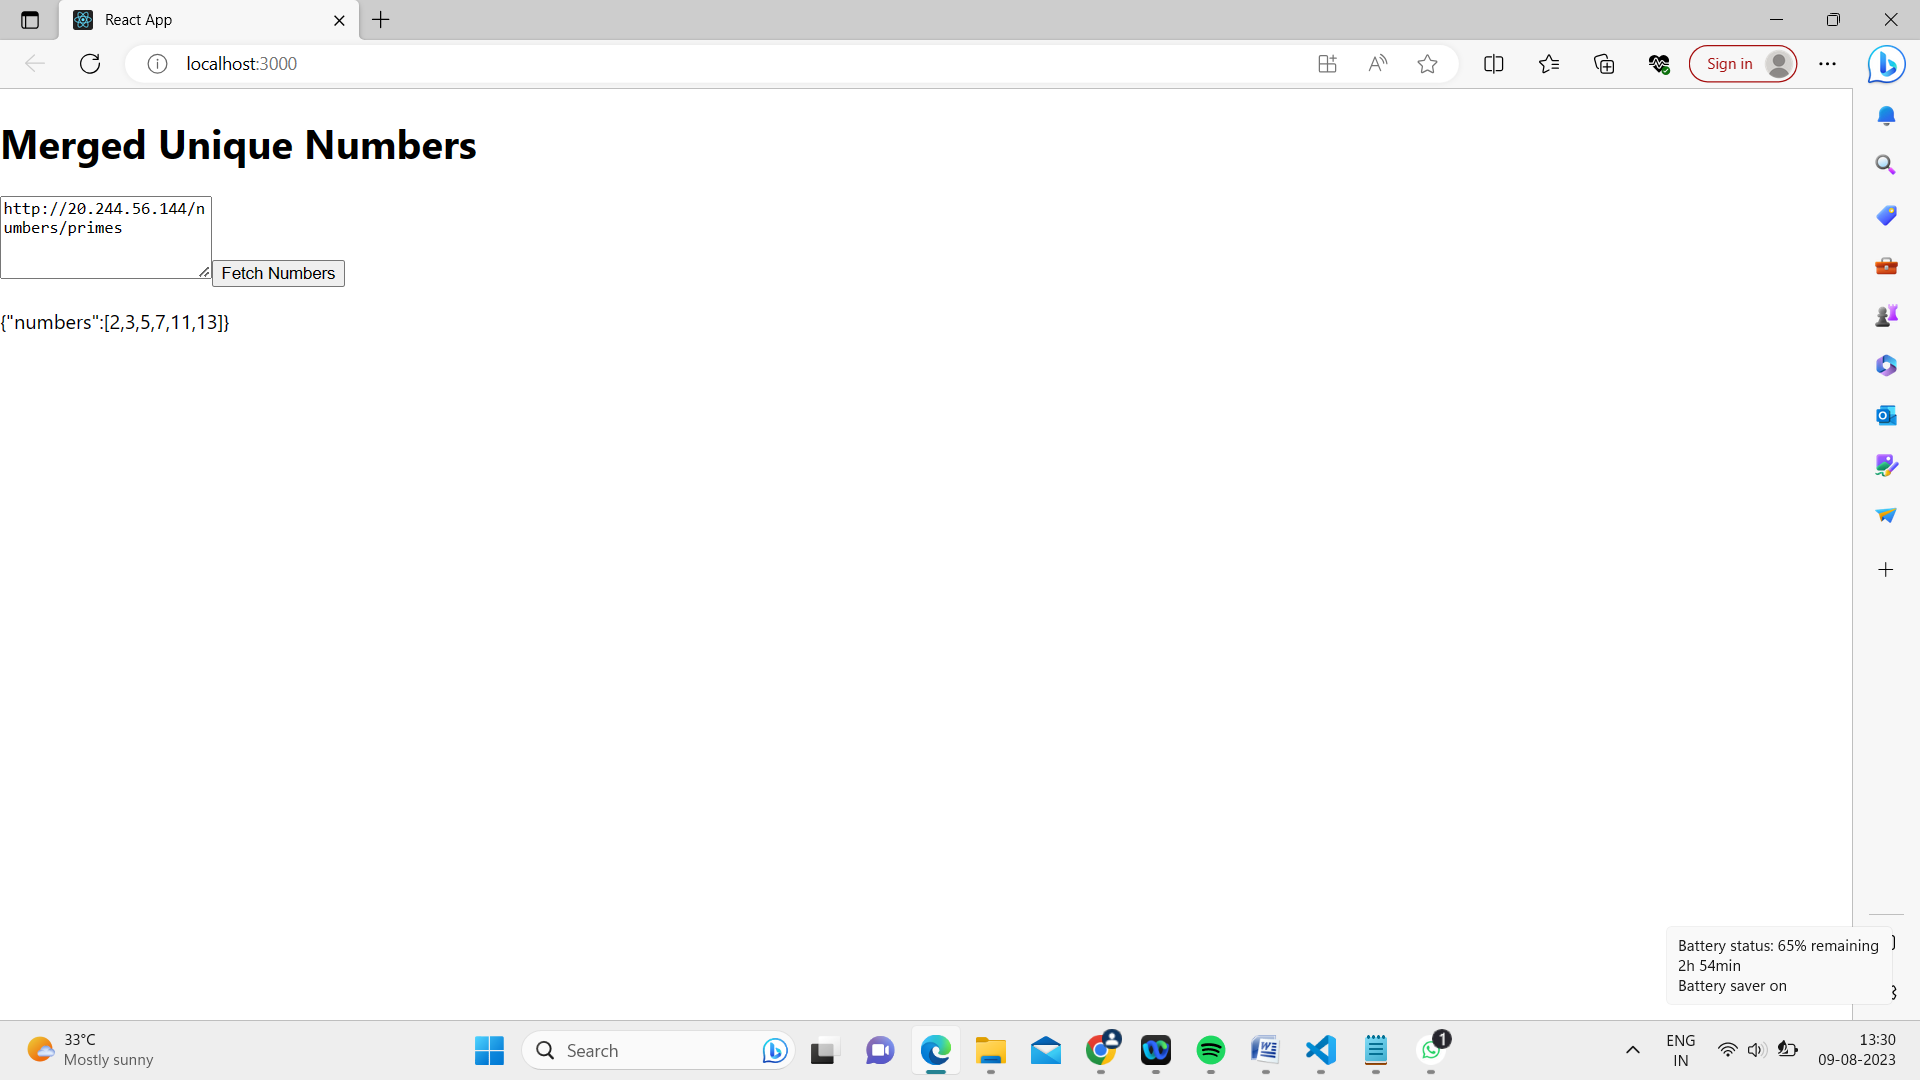 React App
localhost:3000
Sign in
Merged Unique Numbers
http://20.244.56.144/n
umbers/primes
Fetch Numbers
{"numbers":[2,3,5,7,11,13]}
Battery status: 65% remaining
2h 54min
Battery saver on
33°C
Mostly sunny
Search
1
ENG
IN
13:30
09-08-2023